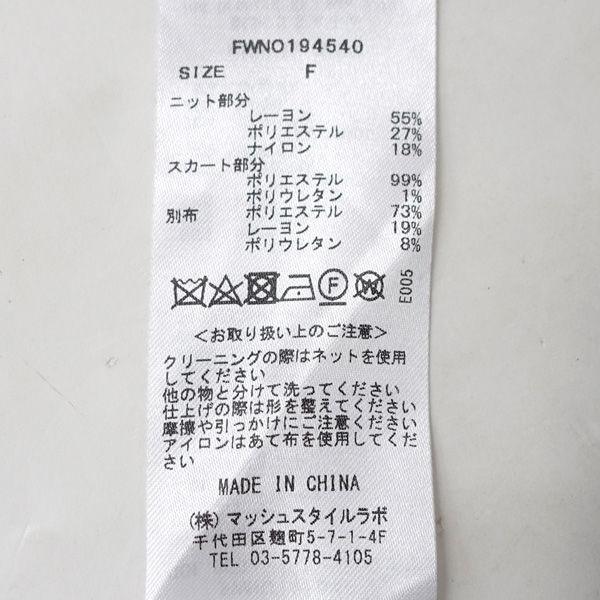 FWNO194540
SIZE F
ニット部分
レーヨン 55%
ポリエステル 27%
ナイロン 18%
スカート部分
ポリエステル 99%
ポリウレタン 1%
別布 ポリエステル 73%
レーヨン 19%
ポリウレタン 8%
F W E005
<お取り扱い上のご注意>
クリーニングの際はネットを使用
してください
他の物と分けて洗ってください
仕上げの際は形を整えてください
摩擦や引っかけにご注意ください
アイロンはあて布を使用してくだ
さい
MADE IN CHINA
(株) マッシュスタイルラボ
千代田区麹町5-7-1-4F
TEL 03-5778-4105